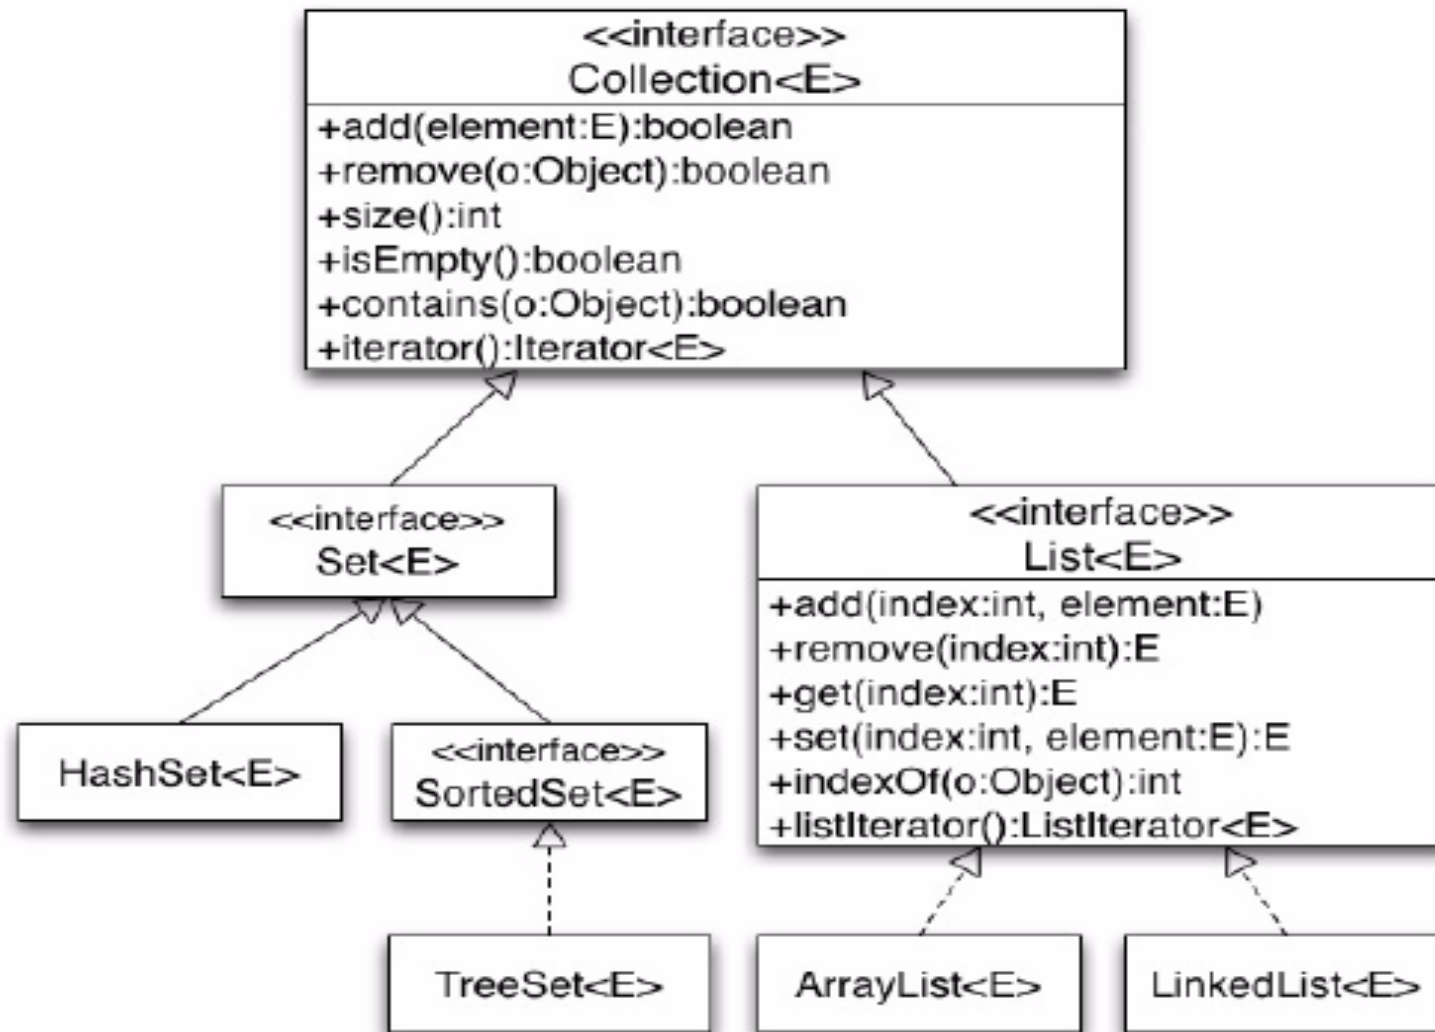 <<interface>>
Collection<E>
+add(element:E):boolean
+remove(o:Object):boolean
+size():int
+isEmpty():boolean
+contains(o:Object):boolean
+iterator():Iterator<E>
<<interface>>
Set<E>
<<interface>>
List<E>
+add(index:int, element:E)
+remove(index:int):E
+get(index:int):E
+set(index:int, element:E):E
+indexOf(o:Object):int
+listIterator():ListIterator<E>
HashSet<E>
<<interface>>
SortedSet<E>
TreeSet<E>
ArrayList<E>
LinkedList<E>